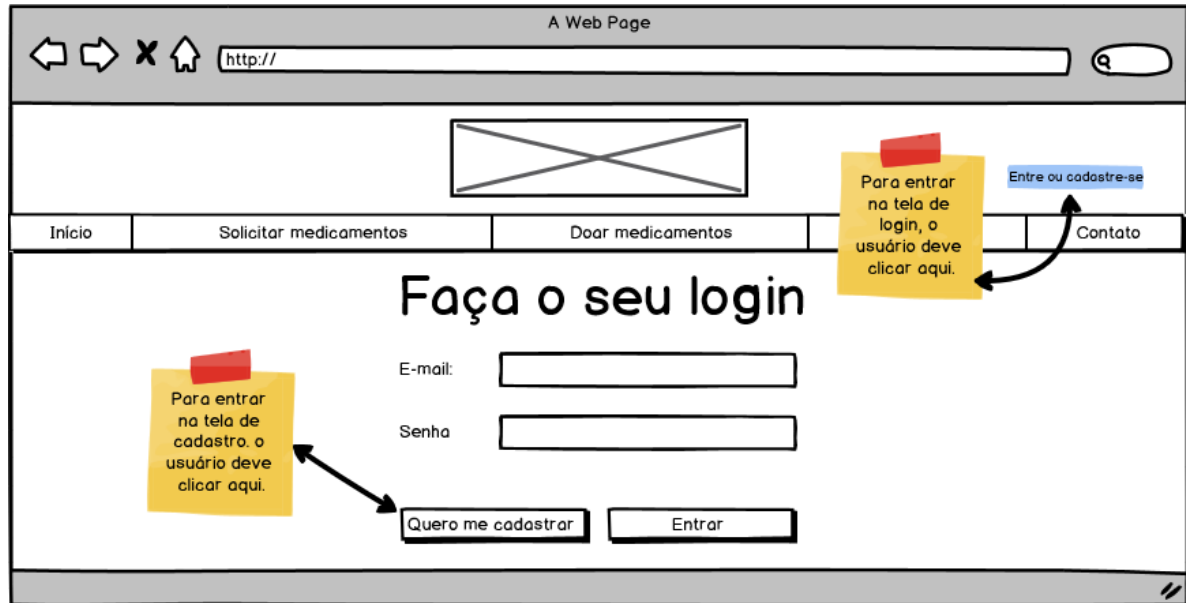 A Web Page
http://
Entre ou cadastre-se
Para entrar
na tela de
login, o
usuário deve
clicar aqui.
Início
Solicitar medicamentos
Doar medicamentos
Contato
Faça o seu login
E-mail:
Senha
Para entrar
na tela de
cadastro. o
usuário deve
clicar aqui.
Quero me cadastrar
Entrar